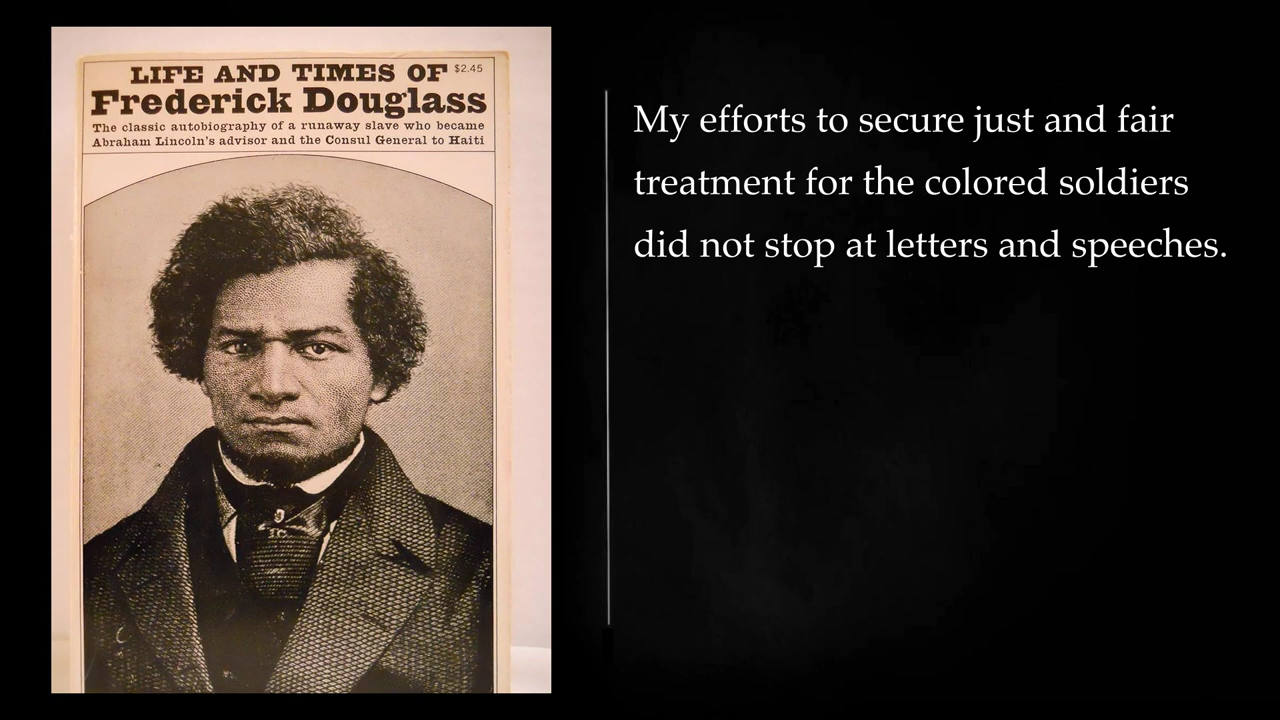 LIFE AND TIMES OF $2.45
Frederick Douglass
The classic autobiography of a runaway slave who became
Abraham Lincoln's advisor and the Consul General to Haiti
My efforts to secure just and fair
treatment for the colored soldiers
did not stop at letters and speeches.